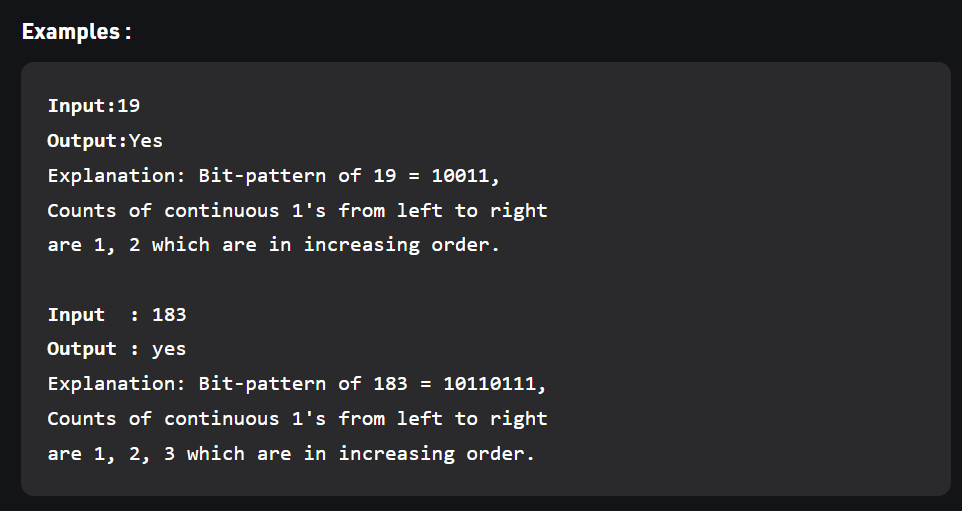 Examples :
Input:19
Output:Yes
Explanation: Bit-pattern of 19 = 10011,
Counts of continuous 1's from left to right
are 1, 2 which are in increasing order.
Input  : 183
Output : yes
Explanation: Bit-pattern of 183 = 10110111,
Counts of continuous 1's from left to right
are 1, 2, 3 which are in increasing order.